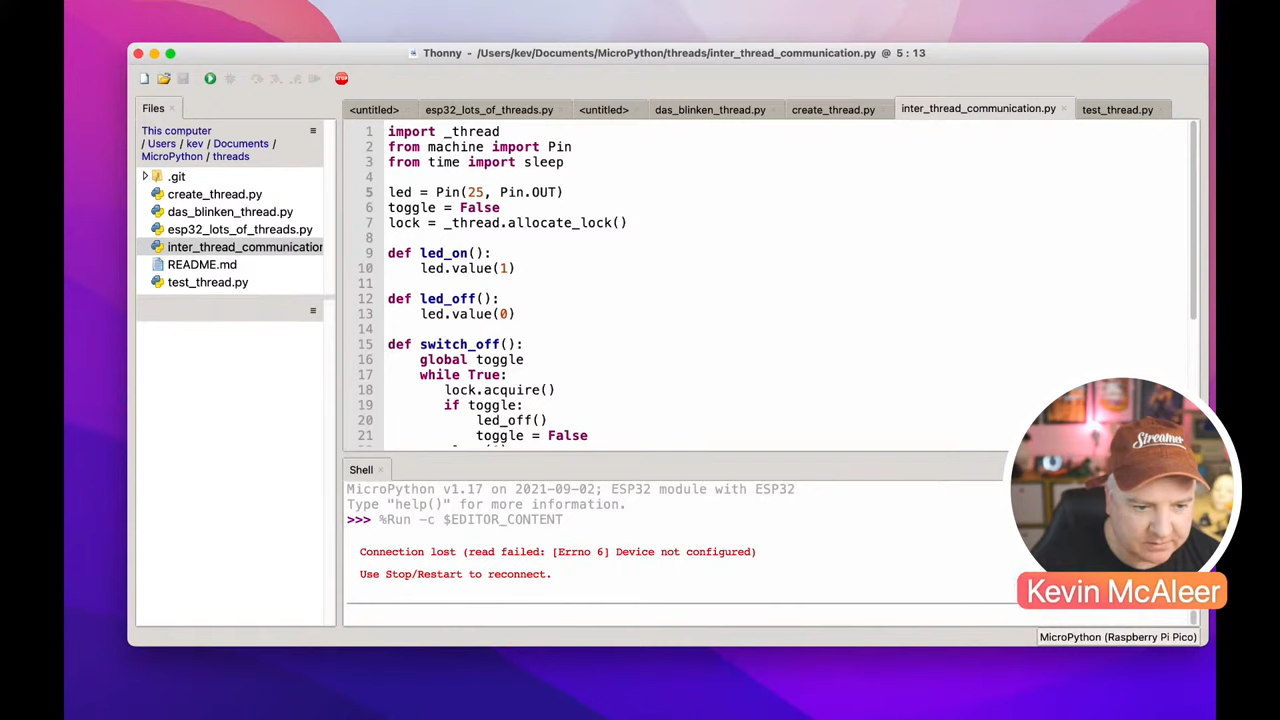 Thonny - /Users/kev/Documents/MicroPython/threads/inter_thread_communication.py @ 5 : 13
STOP
Files
This computer
/ Users / kev / Documents /
MicroPython / threads
.git
create_thread.py
das_blinken_thread.py
esp32_lots_of_threads.py
inter_thread_communication
README.md
test_thread.py
<untitled>
esp32_lots_of_threads.py
<untitled>
das_blinken_thread.py
create_thread.py
inter_thread_communication.py
test_thread.py
1 import _thread
2 from machine import Pin
3 from time import sleep
4
5 led = Pin(25, Pin.OUT)
6 toggle = False
7 lock = _thread.allocate_lock()
8
9 def led_on():
10 led.value(1)
11
12 def led_off():
13 led.value(0)
14
15 def switch_off():
16 global toggle
17 while True:
18 lock.acquire()
19 if toggle:
20 led_off()
21 toggle = False
Shell
MicroPython v1.17 on 2021-09-02; ESP32 module with ESP32
Type "help()" for more information.
>>> %Run -c $EDITOR_CONTENT
Connection lost (read failed: [Errno 6] Device not configured)
Use Stop/Restart to reconnect.
Streamer
Kevin McAleer
MicroPython (Raspberry Pi Pico)